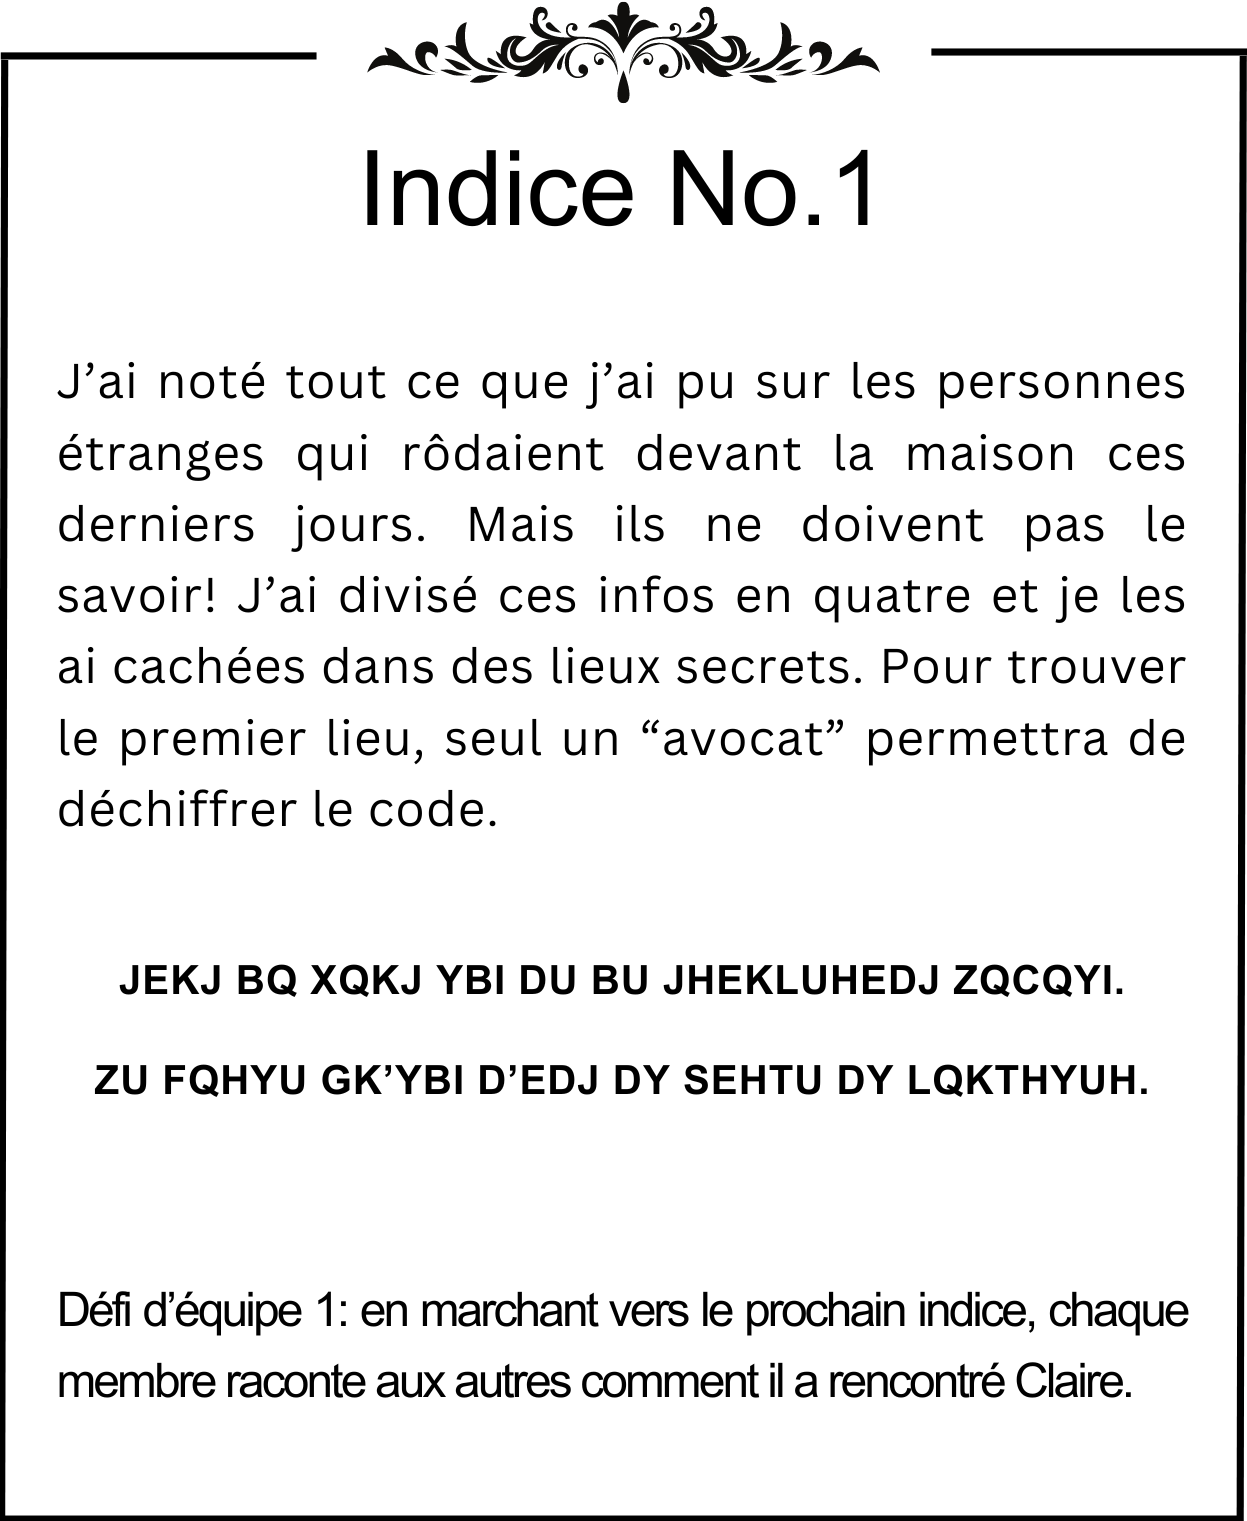 Indice No.1
J’ai noté tout ce que j’ai pu sur les personnes
étranges qui rôdaient devant la maison ces
derniers jours. Mais ils ne doivent pas le
savoir! J’ai divisé ces infos en quatre et je les
ai cachées dans des lieux secrets. Pour trouver
le premier lieu, seul un “avocat” permettra de
déchiffrer le code.
JEKJ BQ XQKJ YBI DU BU JHEKLUHEDJ ZQCQYI.
ZU FQHYU GK’YBI D’EDJ DY SEHTU DY LQKTHYUH.
Défi d’équipe 1: en marchant vers le prochain indice, chaque
membre raconte aux autres comment il a rencontré Claire.